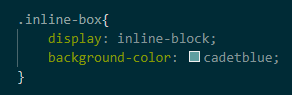 .inline-box{
    display: inline-block;
    background-color: cadetblue;
}